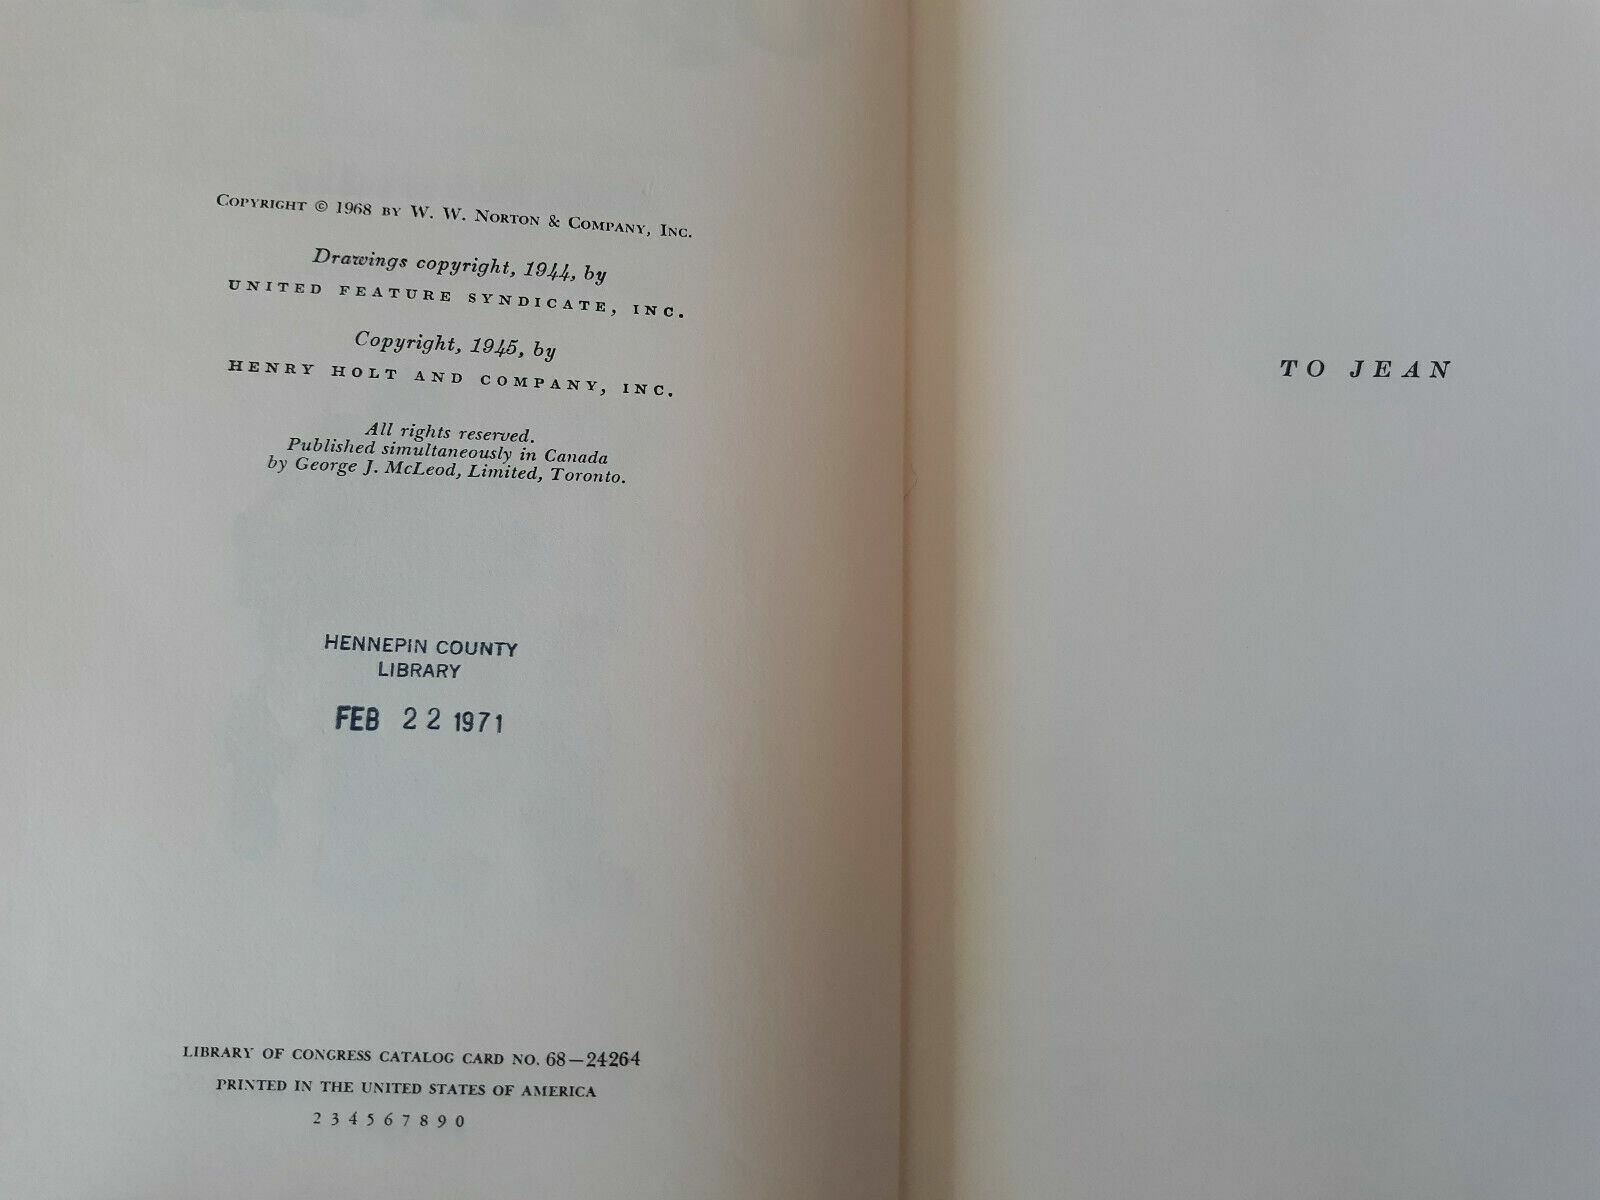 COPYRIGHT © 1968 BY W. W. NORTON & COMPANY, INC.
Drawings copyright, 1944, by
UNITED FEATURE SYNDICATE, INC.
Copyright, 1945, by
HENRY HOLT AND COMPANY, INC.
All rights reserved.
Published simultaneously in Canada
by George J. McLeod, Limited, Toronto.
HENNEPIN COUNTY
LIBRARY
FEB 22 1971
LIBRARY OF CONGRESS CATALOG CARD NO. 68—24264
PRINTED IN THE UNITED STATES OF AMERICA
2 3 4 5 6 7 8 9 0
TO JEAN